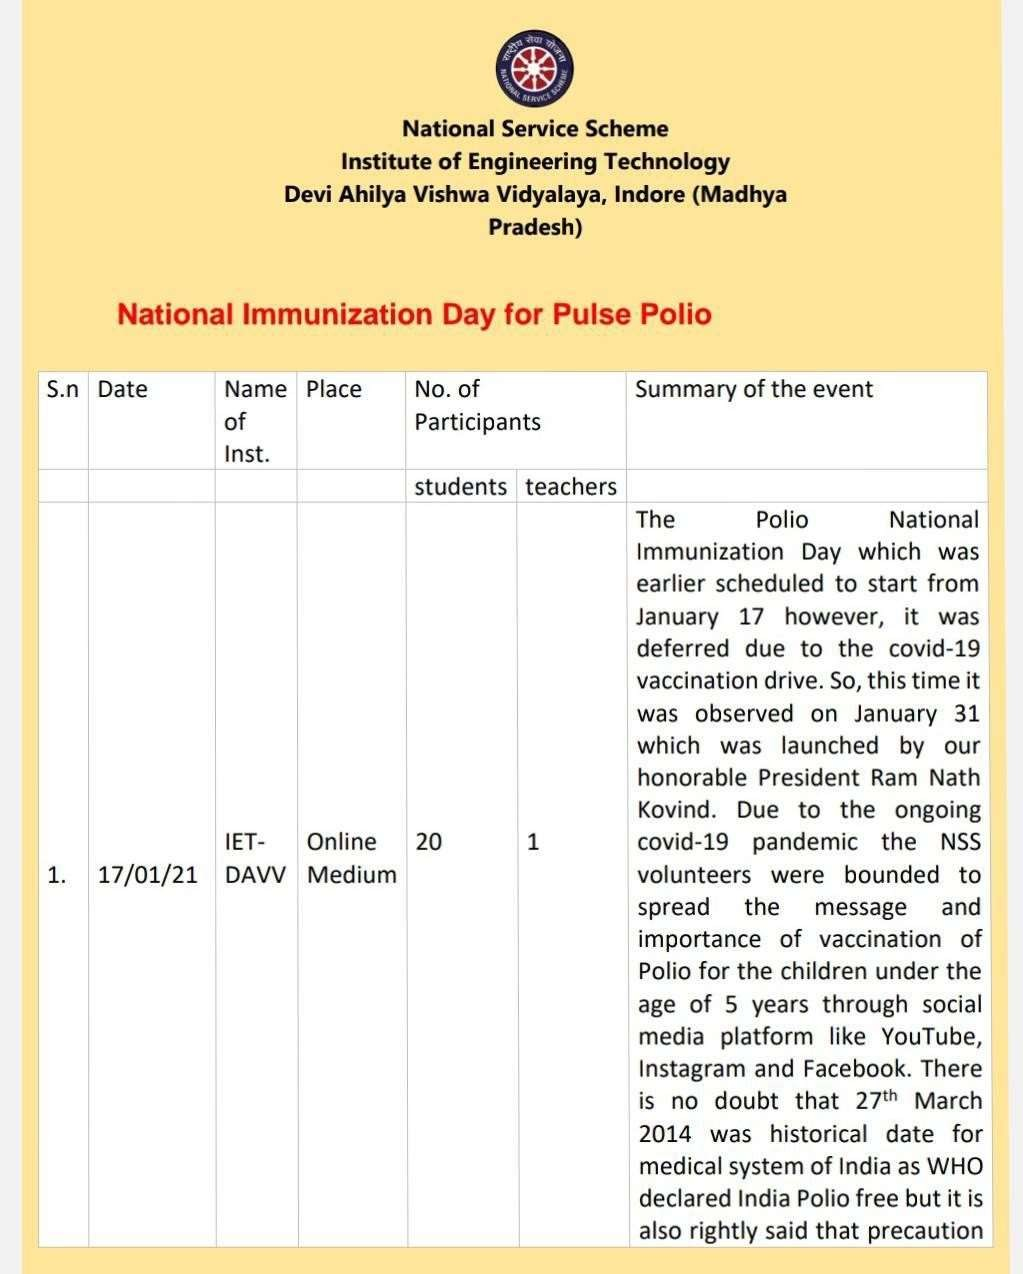 राष्ट्रीय सेवा योजना
NATIONAL SERVICE SCHEME
National Service Scheme
Institute of Engineering Technology
Devi Ahilya Vishwa Vidyalaya, Indore (Madhya
Pradesh)
National Immunization Day for Pulse Polio
S.n Date Name of Inst. Place No. of Participants Summary of the event
students teachers
1. 17/01/21 IET-DAVV Online Medium 20 1
The Polio National
Immunization Day which was
earlier scheduled to start from
January 17 however, it was
deferred due to the covid-19
vaccination drive. So, this time it
was observed on January 31
which was launched by our
honorable President Ram Nath
Kovind. Due to the ongoing
covid-19 pandemic the NSS
volunteers were bounded to
spread the message and
importance of vaccination of
Polio for the children under the
age of 5 years through social
media platform like YouTube,
Instagram and Facebook. There
is no doubt that 27th March
2014 was historical date for
medical system of India as WHO
declared India Polio free but it is
also rightly said that precaution